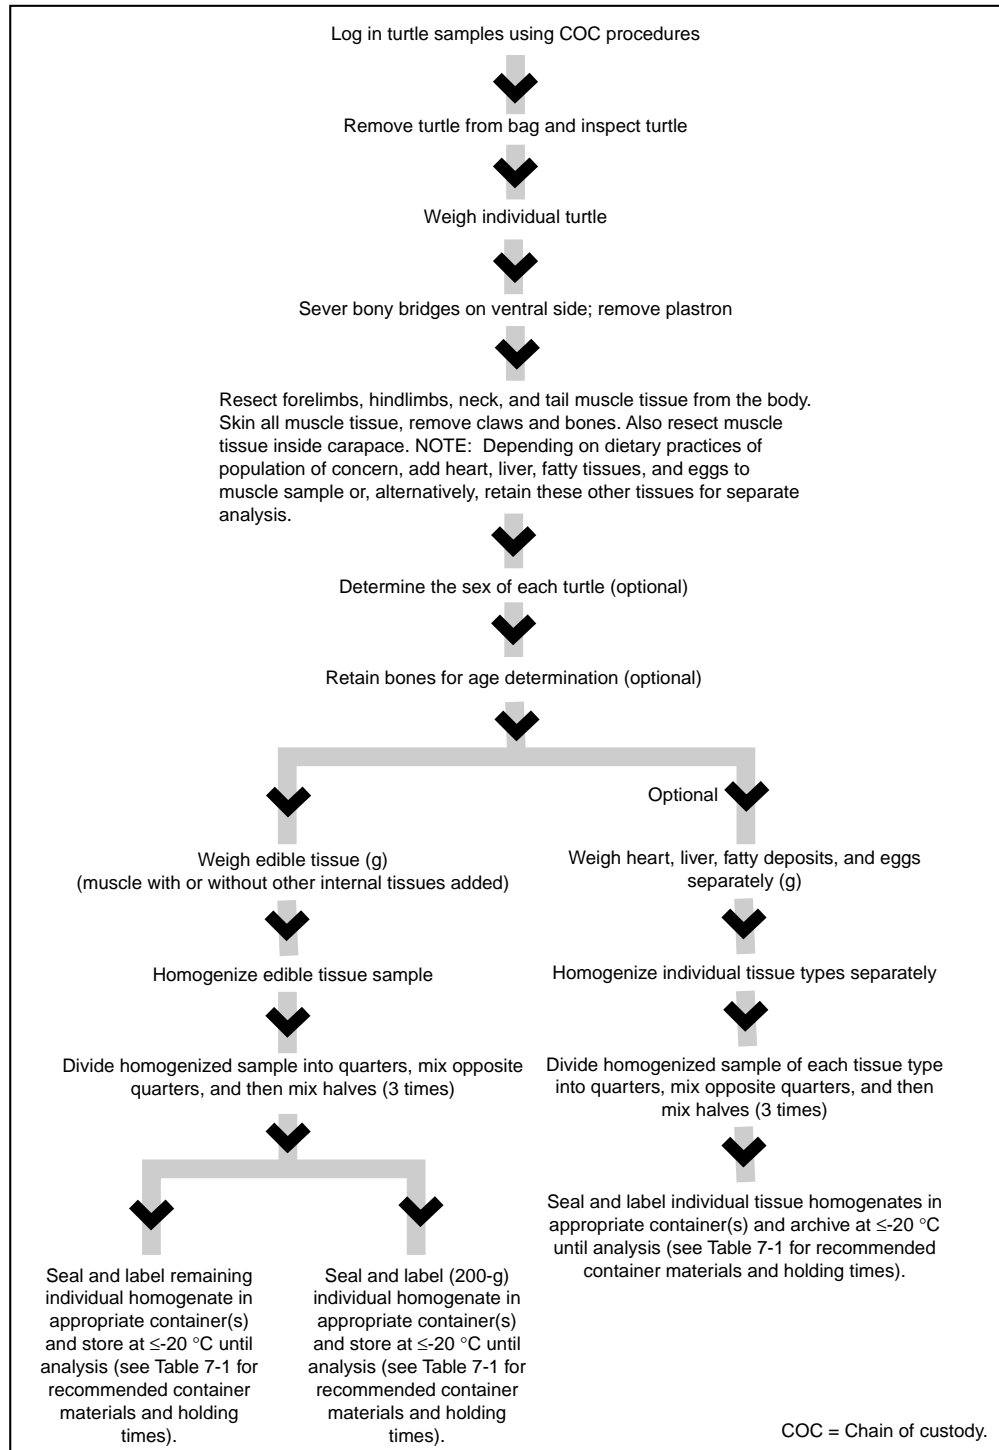 Log in turtle samples using COC procedures
Remove turtle from bag and inspect turtle
Weigh individual turtle
Sever bony bridges on ventral side; remove plastron
Resect forelimbs, hindlimbs, neck, and tail muscle tissue from the body.
Skin all muscle tissue, remove claws and bones. Also resect muscle
tissue inside carapace. NOTE:  Depending on dietary practices of
population of concern, add heart, liver, fatty tissues, and eggs to
muscle sample or, alternatively, retain these other tissues for separate
analysis.
Determine the sex of each turtle (optional)
Retain bones for age determination (optional)
Weigh edible tissue (g)
(muscle with or without other internal tissues added)
Homogenize edible tissue sample
Divide homogenized sample into quarters, mix opposite
quarters, and then mix halves (3 times)
Seal and label remaining
individual homogenate in
appropriate container(s)
and store at ≤-20 °C until
analysis (see Table 7-1 for
recommended container
materials and holding
times).
Seal and label (200-g)
individual homogenate in
appropriate container(s)
and store at ≤-20 °C until
analysis (see Table 7-1 for
recommended container
materials and holding
times).
Optional
Weigh heart, liver, fatty deposits, and eggs
separately (g)
Homogenize individual tissue types separately
Divide homogenized sample of each tissue type
into quarters, mix opposite quarters, and then
mix halves (3 times)
Seal and label individual tissue homogenates in
appropriate container(s) and archive at ≤-20 °C
until analysis (see Table 7-1 for recommended
container materials and holding times).
COC = Chain of custody.